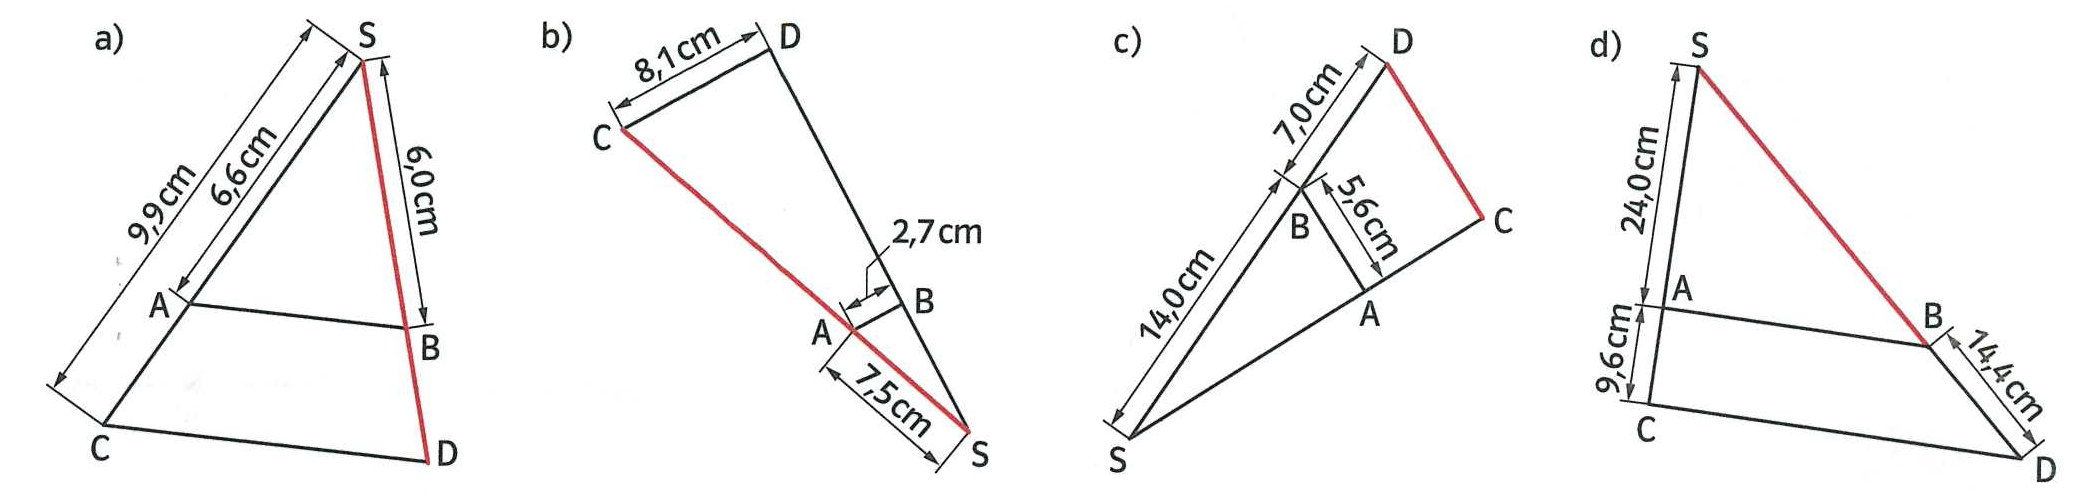 a)
S
9,9cm
6,6cm
6,0cm
A
B
C
D
b)
8,1cm
D
C
2,7cm
A
B
7,5cm
S
c)
D
7,0cm
B
5,6cm
C
14,0cm
A
S
d)
S
24,0cm
A
B
9,6cm
14,4cm
C
D